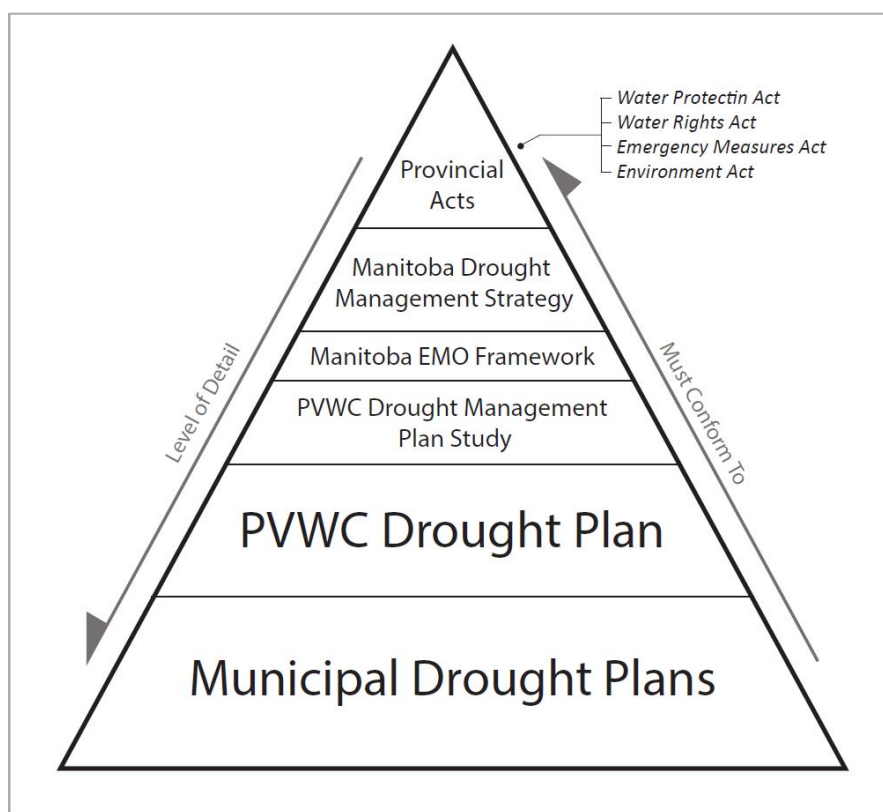 Water Protectin Act
Water Rights Act
Emergency Measures Act
Environment Act
Provincial
Acts
Manitoba Drought
Management Strategy
Manitoba EMO Framework
PVWC Drought Management
Plan Study
PVWC Drought Plan
Municipal Drought Plans
Level of Detail
Must Conform To